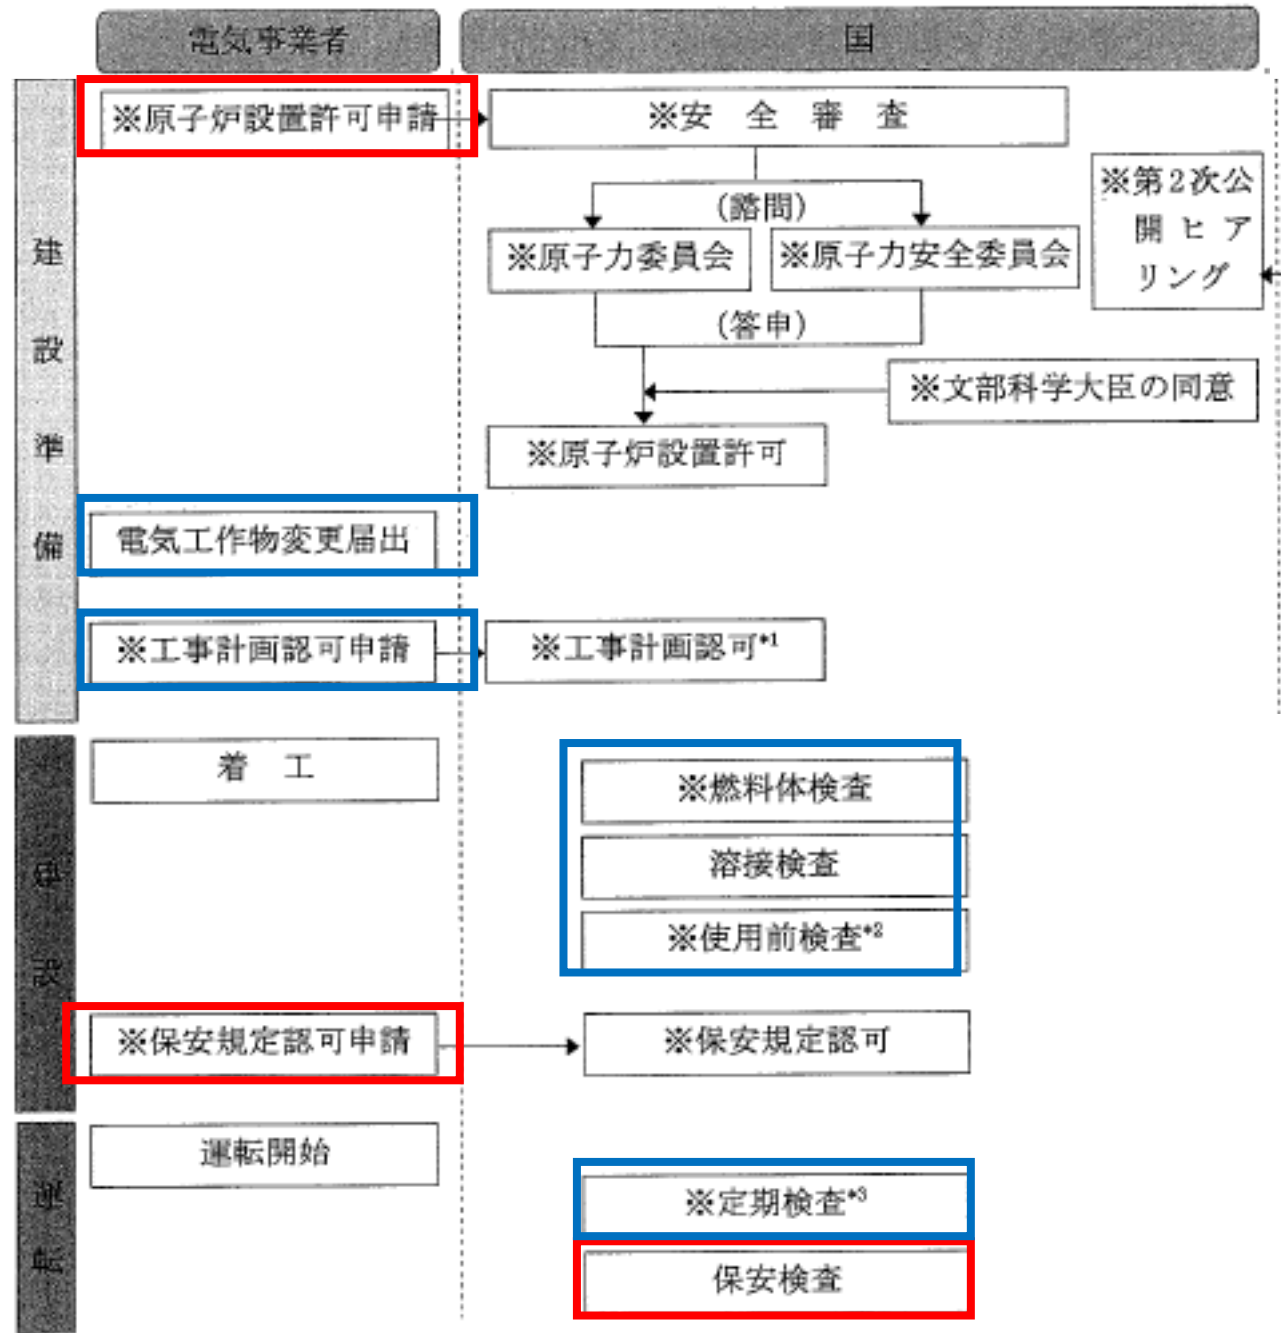 電気事業者
国
建設準備
※原子炉設置許可申請
※安全審査
(諮問)
※原子力委員会
※原子力安全委員会
※第2次公
開ヒア
リング
(答申)
※文部科学大臣の同意
※原子炉設置許可
電気工作物変更届出
※工事計画認可申請
※工事計画認可*1
建設
着工
※燃料体検査
溶接検査
※使用前検査*2
※保安規定認可申請
※保安規定認可
運転
運転開始
※定期検査*3
保安検査